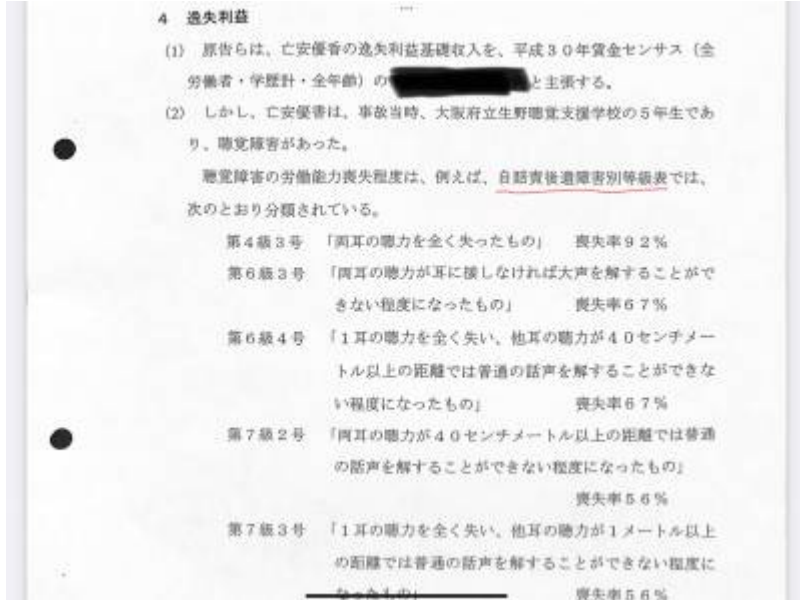 4 逸失利益
(1) 原告らは、亡安優香の逸失利益基礎収入を、平成30年賃金センサス（全
労働者・学歴計・全年齢）の と主張する。
(2) しかし、亡安優香は、事故当時、大阪府立生野聴覚支援学校の5年生であ
り、聴覚障害があった。
聴覚障害の労働能力喪失程度は、例えば、自賠責後遺障害別等級表では、
次のとおり分類されている。
第4級3号 「両耳の聴力を全く失ったもの」 喪失率92％
第6級3号 「両耳の聴力が耳に接しなければ大声を解することがで
きない程度になったもの」 喪失率67％
第6級4号 「1耳の聴力を全く失い、他耳の聴力が40センチメー
トル以上の距離では普通の話声を解することができな
い程度になったもの」 喪失率67％
第7級2号 「両耳の聴力が40センチメートル以上の距離では普通
の話声を解することができない程度になったもの」
喪失率56％
第7級3号 「1耳の聴力を全く失い、他耳の聴力が1メートル以上
の距離では普通の話声を解することができない程度に
なったもの」 喪失率56％